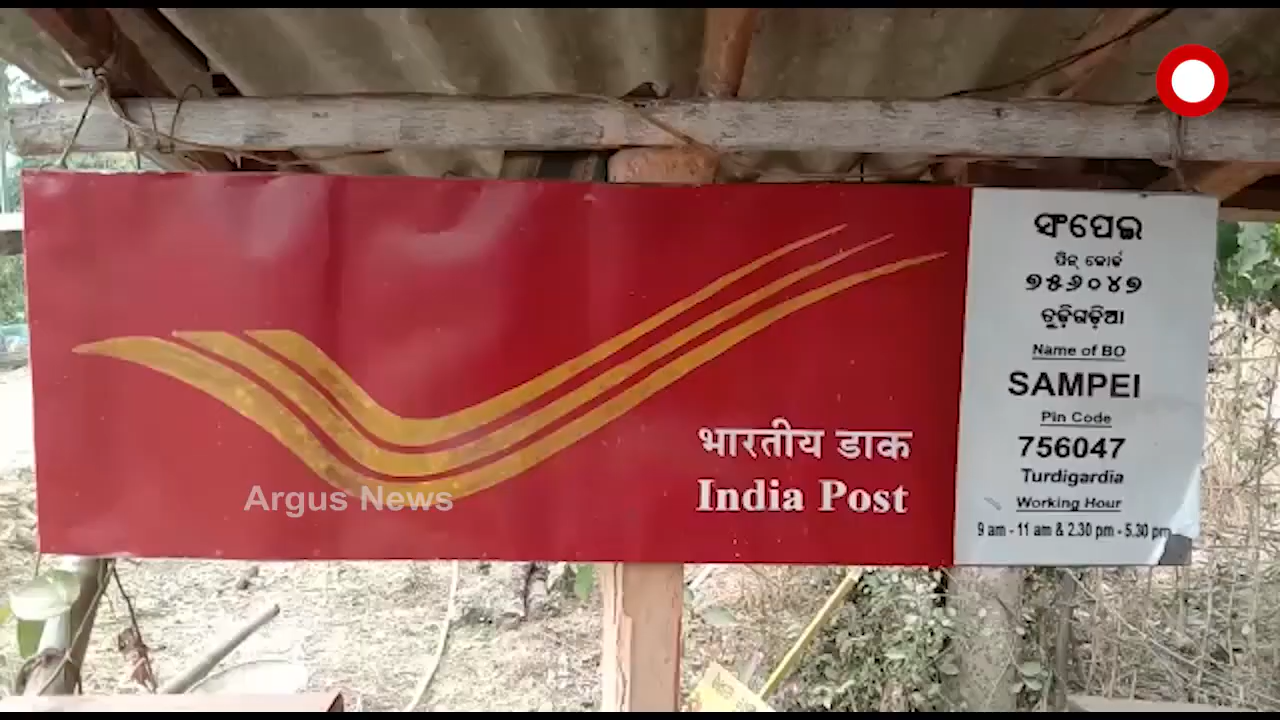 भारतीय डाक
India Post
ସଂପେଇ
ପିନ୍ କୋର୍ଡ
୭୫୬୦୪୭
ତୁଡ଼ିଗଡ଼ିଆ
Name of BO
SAMPEI
Pin Code
756047
Turdigardia
Working Hour
9 am - 11 am & 2.30 pm - 5.30 pm
Argus News